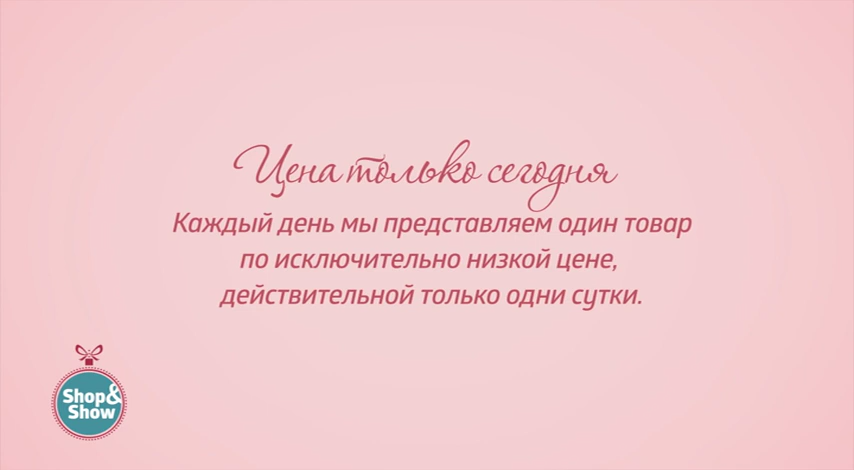 Цена только сегодня
Каждый день мы представляем один товар
по исключительно низкой цене,
действительной только одни сутки.
Shop&
Show